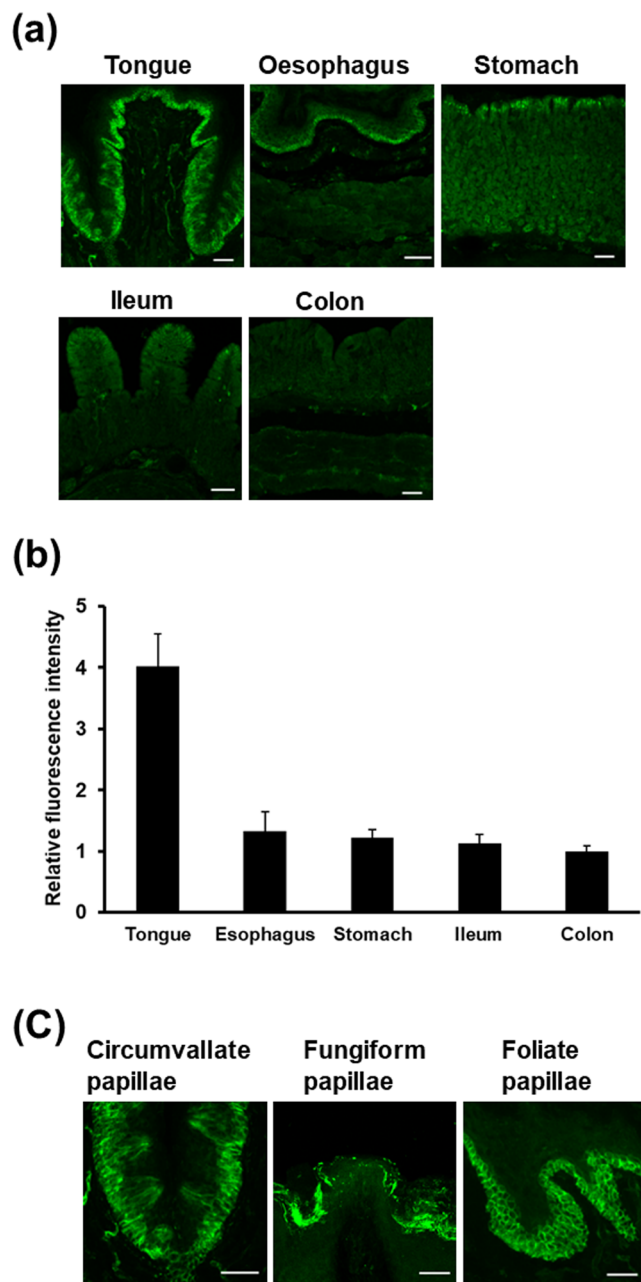 (a)
Tongue Oesophagus Stomach
Ileum Colon
(b)
Relative fluorescence intensity
5
4
3
2
1
0
Tongue Esophagus Stomach Ileum Colon
(C)
Circumvallate papillae
Fungiform papillae
Foliate papillae